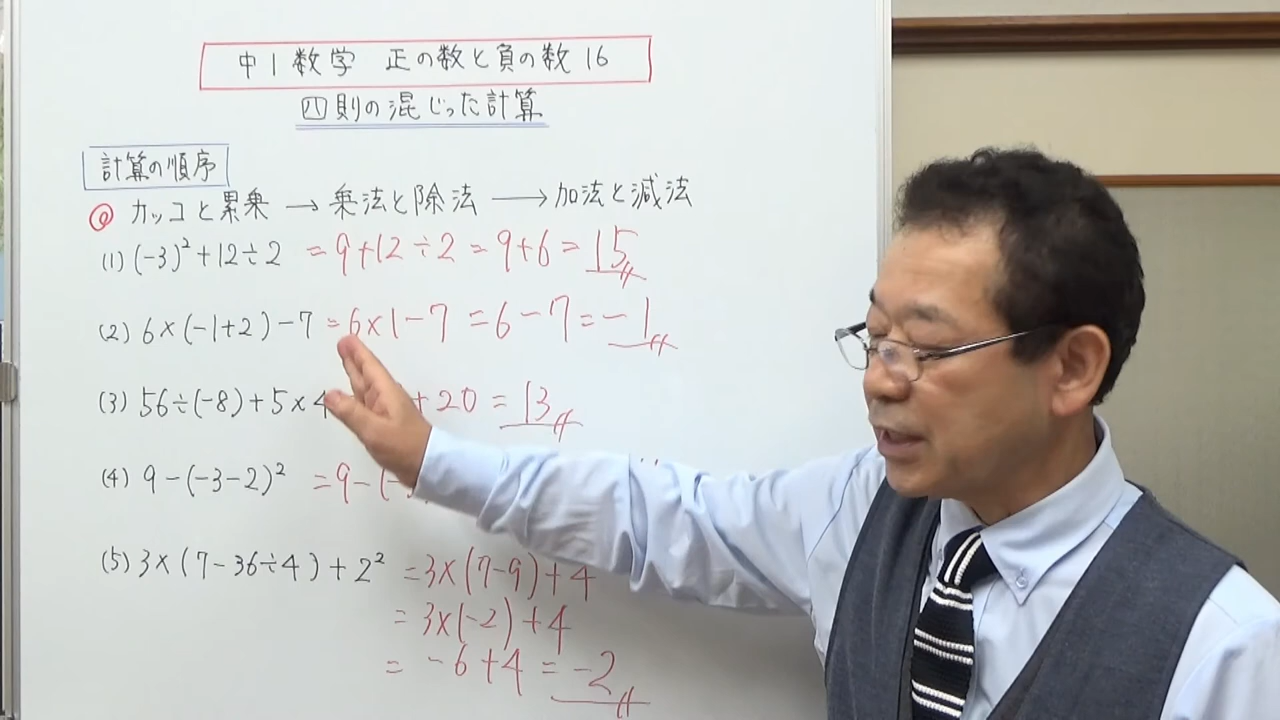 中1数学 正の数と負の数16
四則の混じった計算
計算の順序
◎ カッコと累乗 → 乗法と除法 → 加法と減法
(1) (-3)²+12÷2 = 9+12÷2 = 9+6 = 15
(2) 6×(-1+2)-7 = 6×1-7 = 6-7 = -1
(3) 56÷(-8)+5×4 +20 = 13
(4) 9-(-3-2)² = 9-(-
(5) 3×(7-36÷4)+2² = 3×(7-9)+4
= 3×(-2)+4
= -6+4 = -2